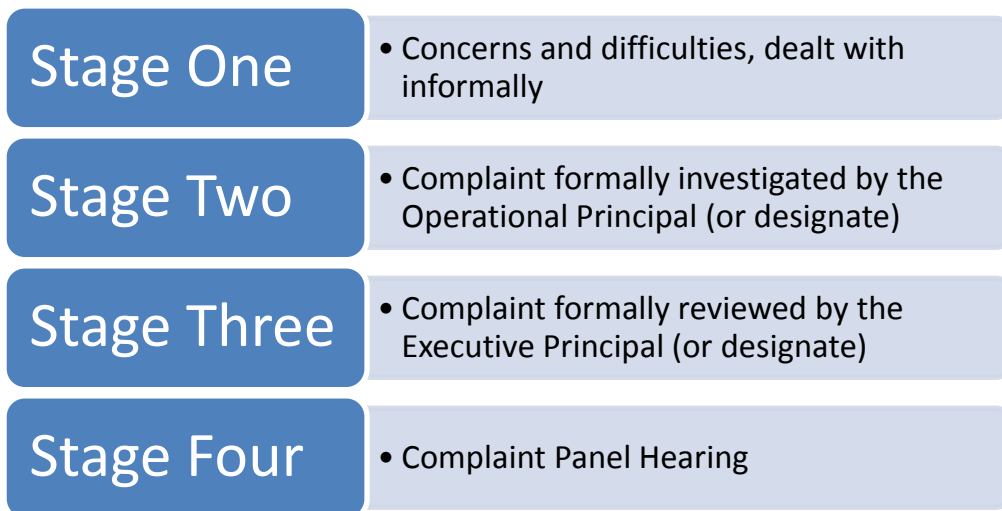 Stage One
• Concerns and difficulties, dealt with
informally
Stage Two
• Complaint formally investigated by the
Operational Principal (or designate)
Stage Three
• Complaint formally reviewed by the
Executive Principal (or designate)
Stage Four
• Complaint Panel Hearing